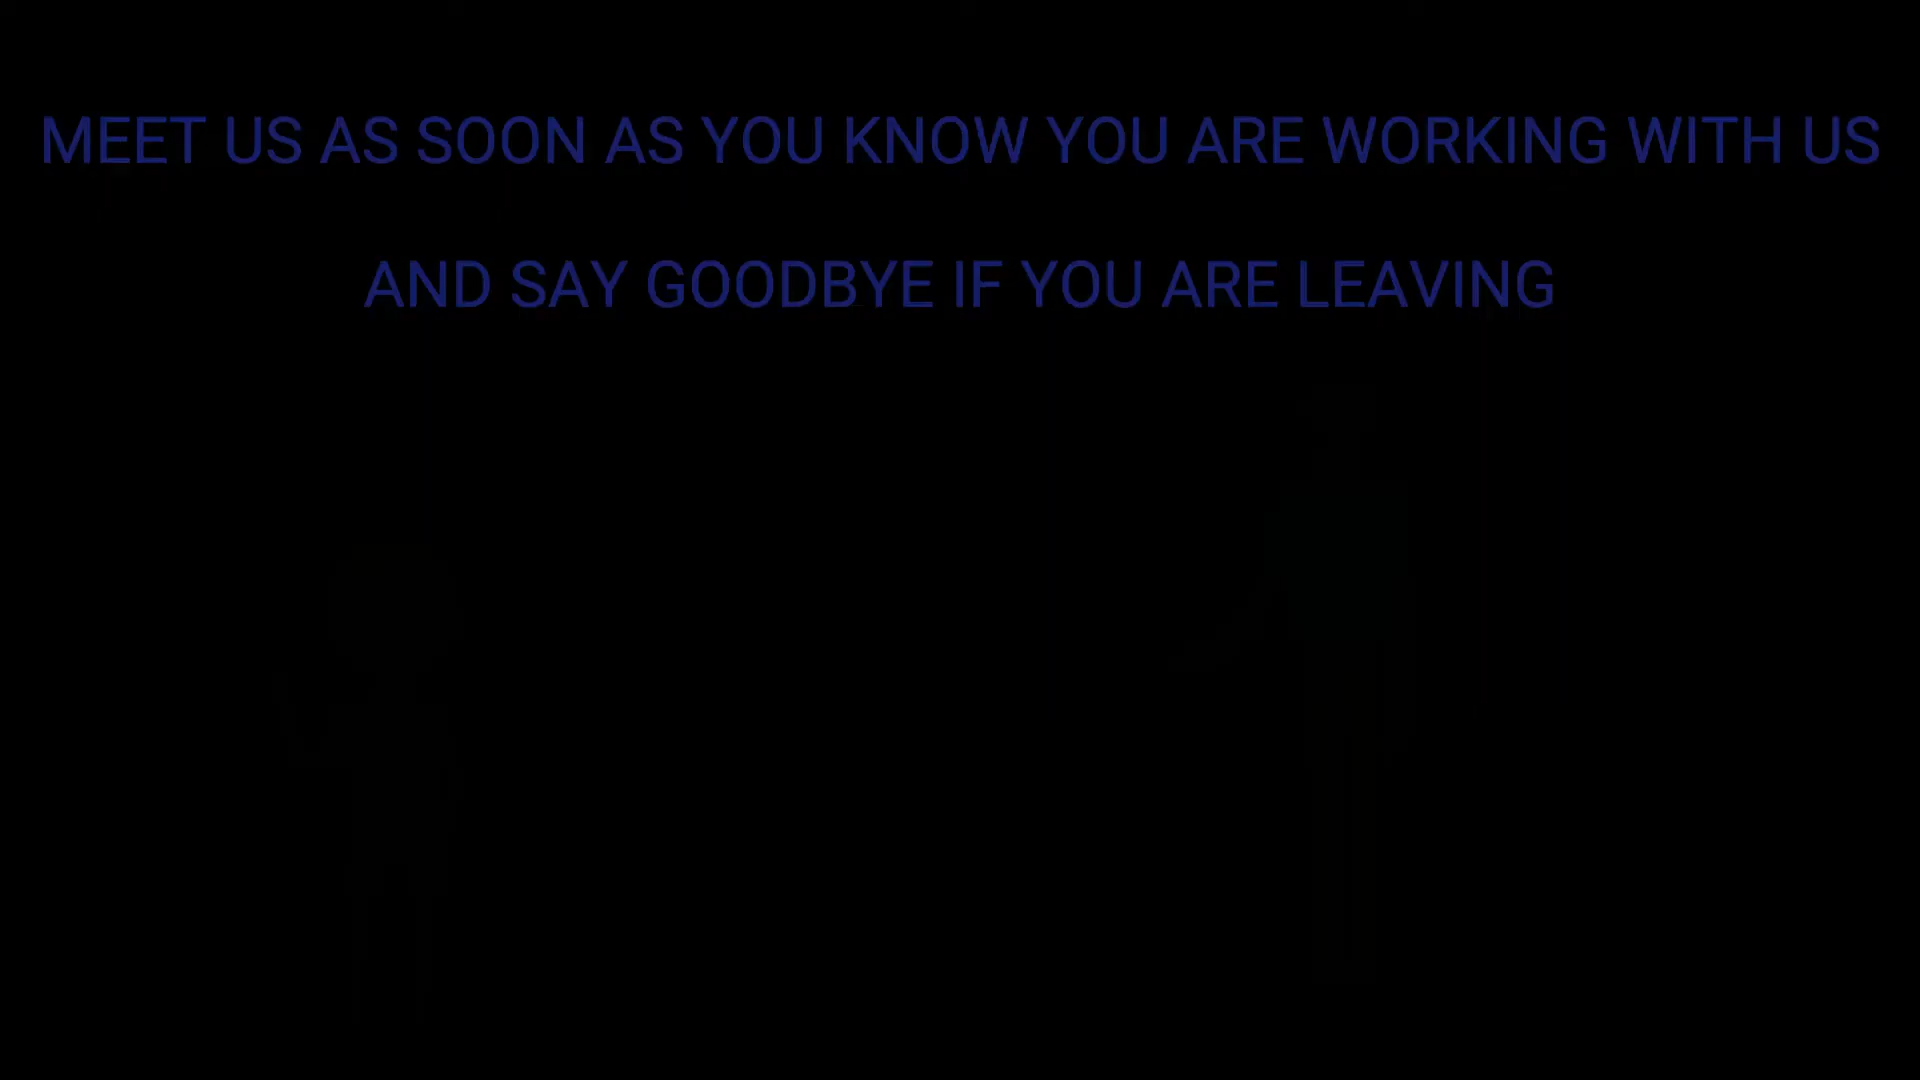 MEET US AS SOON AS YOU KNOW YOU ARE WORKING WITH US
AND SAY GOODBYE IF YOU ARE LEAVING